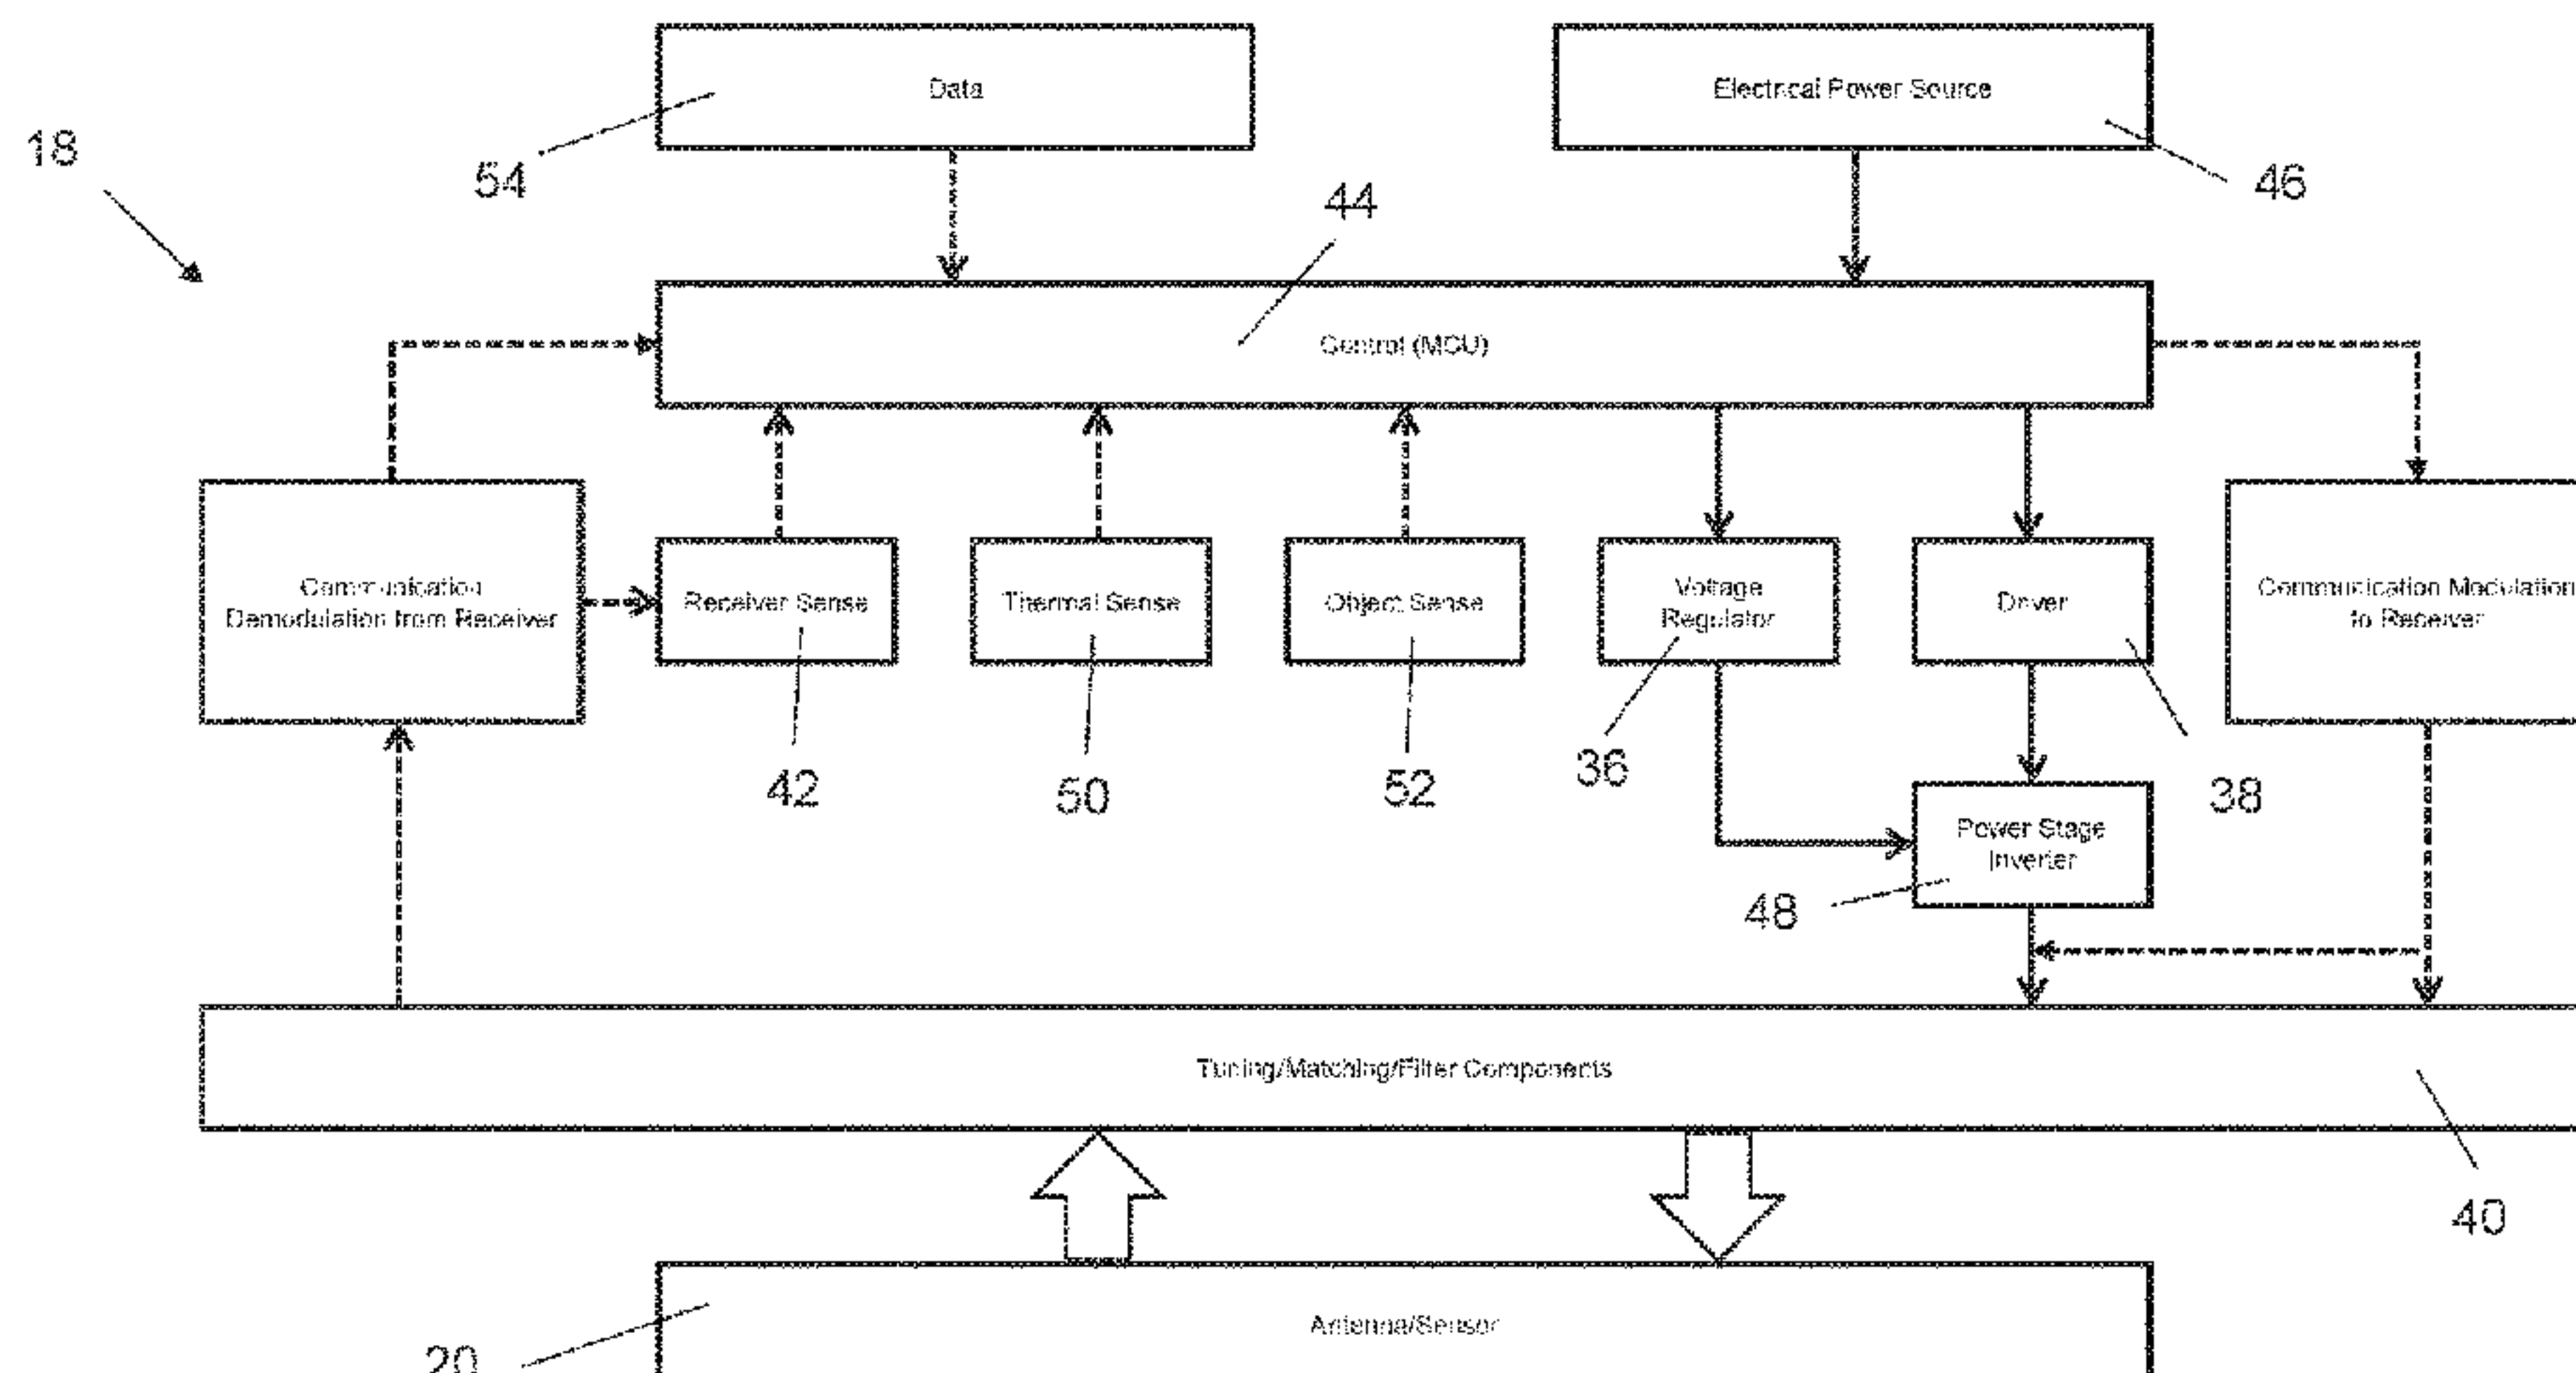 Data
Electrical Power Source
18
54
46
44
Control (MCU)
Communication
Demodulation from Receiver
Receiver Sense
Thermal Sense
Object Sense
Voltage
Regulator
Driver
Communication Modulation
to Receiver
42
50
52
36
38
Power Stage
Inverter
48
Tuning/Matching/Filter Components
40
Antenna/Sensor
20